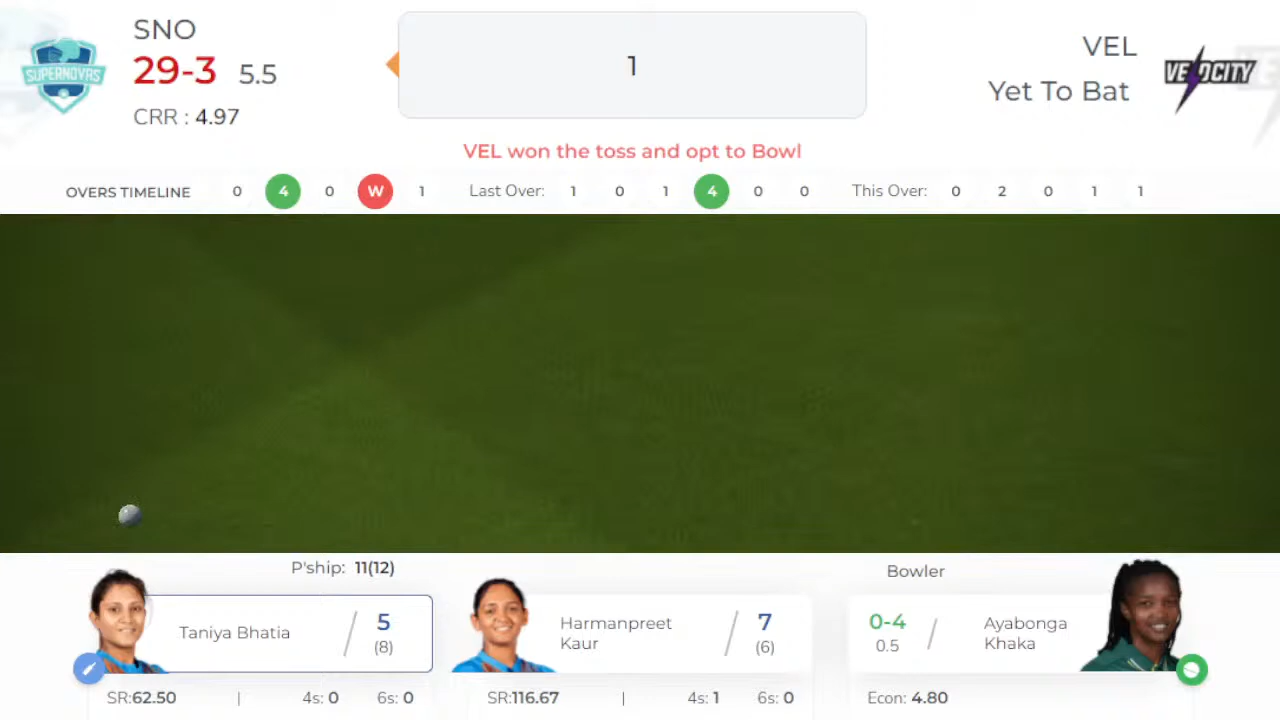 SNO
29-3 5.5
CRR : 4.97
SUPERNOVAS
1
VEL
Yet To Bat
VELOCITY
VEL won the toss and opt to Bowl
OVERS TIMELINE 0 4 0 W 1 Last Over: 1 0 1 4 0 0 This Over: 0 2 0 1 1
P'ship: 11(12)
Bowler
Taniya Bhatia / 5 (8)
Harmanpreet Kaur / 7 (6)
0-4 0.5 / Ayabonga Khaka
SR:62.50 | 4s: 0 6s: 0
SR:116.67 | 4s: 1 6s: 0
Econ: 4.80